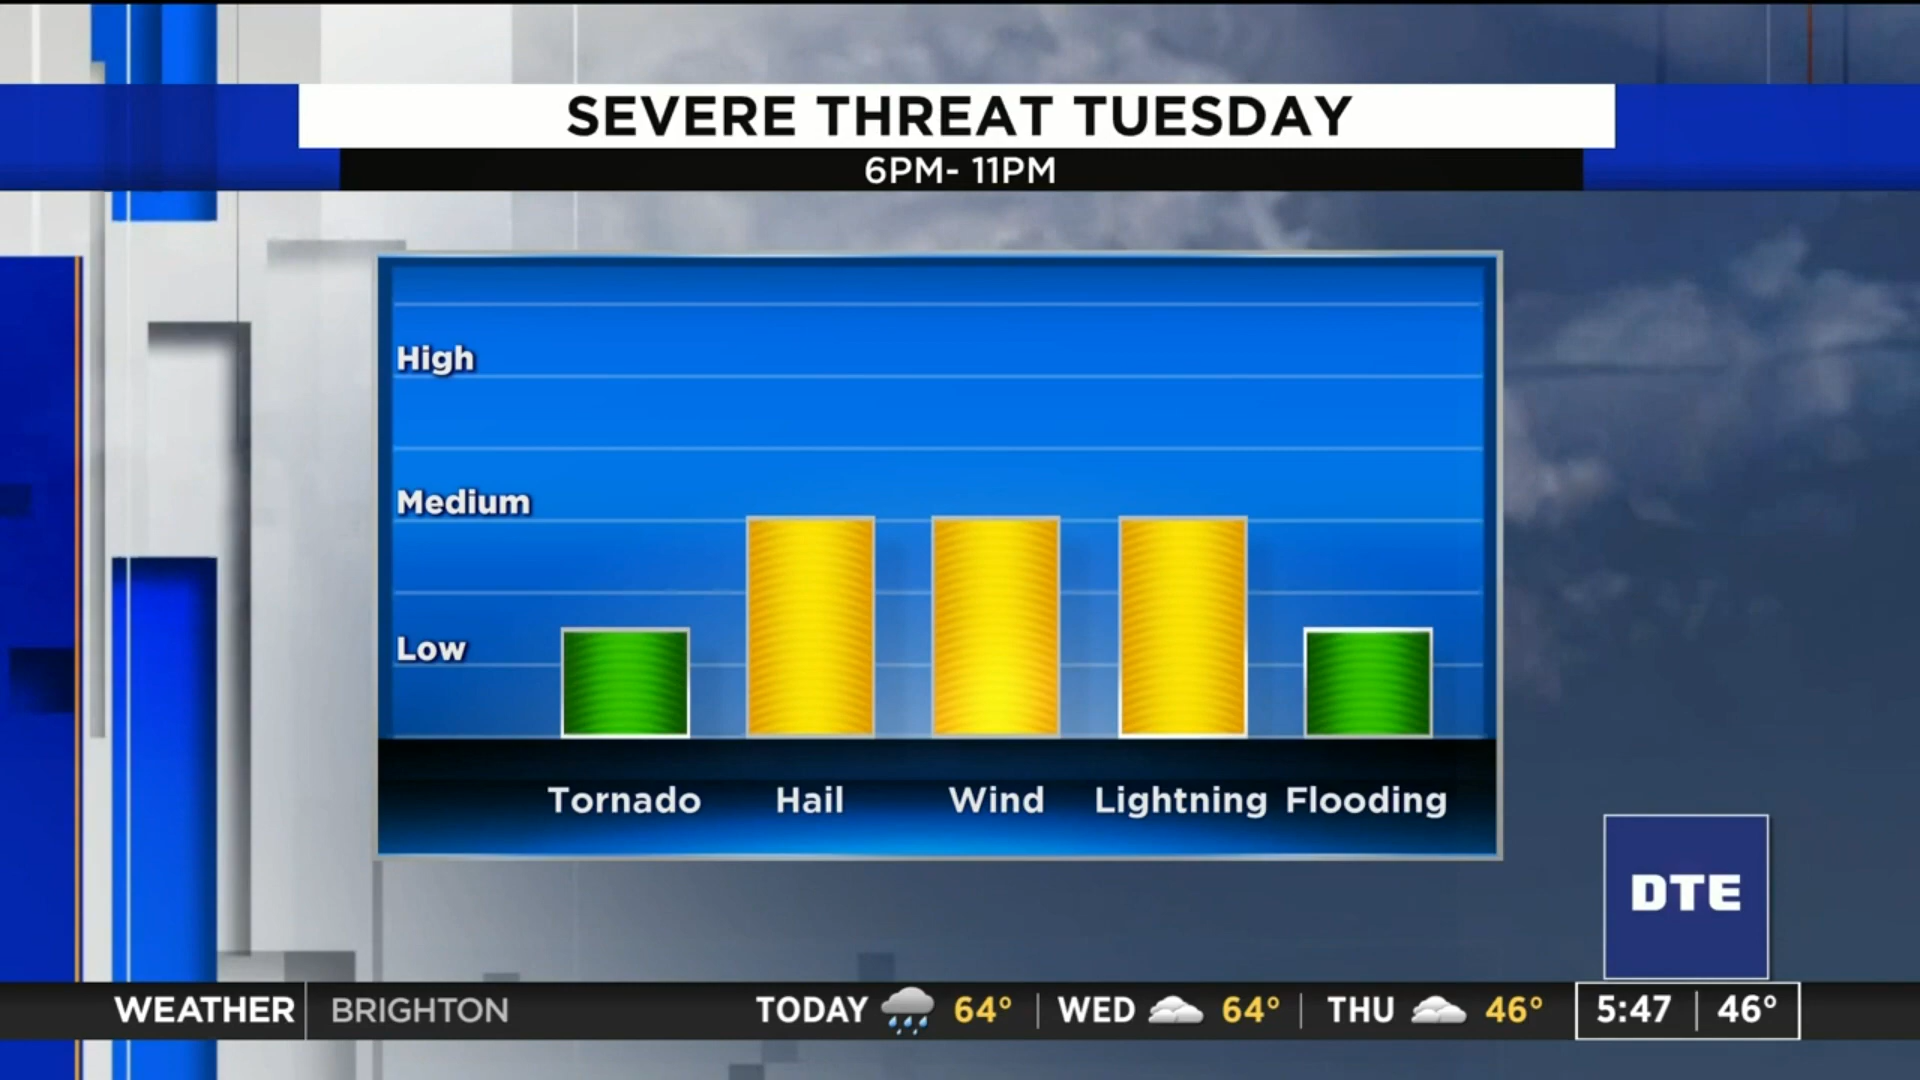 SEVERE THREAT TUESDAY
6PM- 11PM
High
Medium
Low
Tornado Hail Wind Lightning Flooding
DTE
WEATHER BRIGHTON TODAY 64° WED 64° THU 46° 5:47 46°